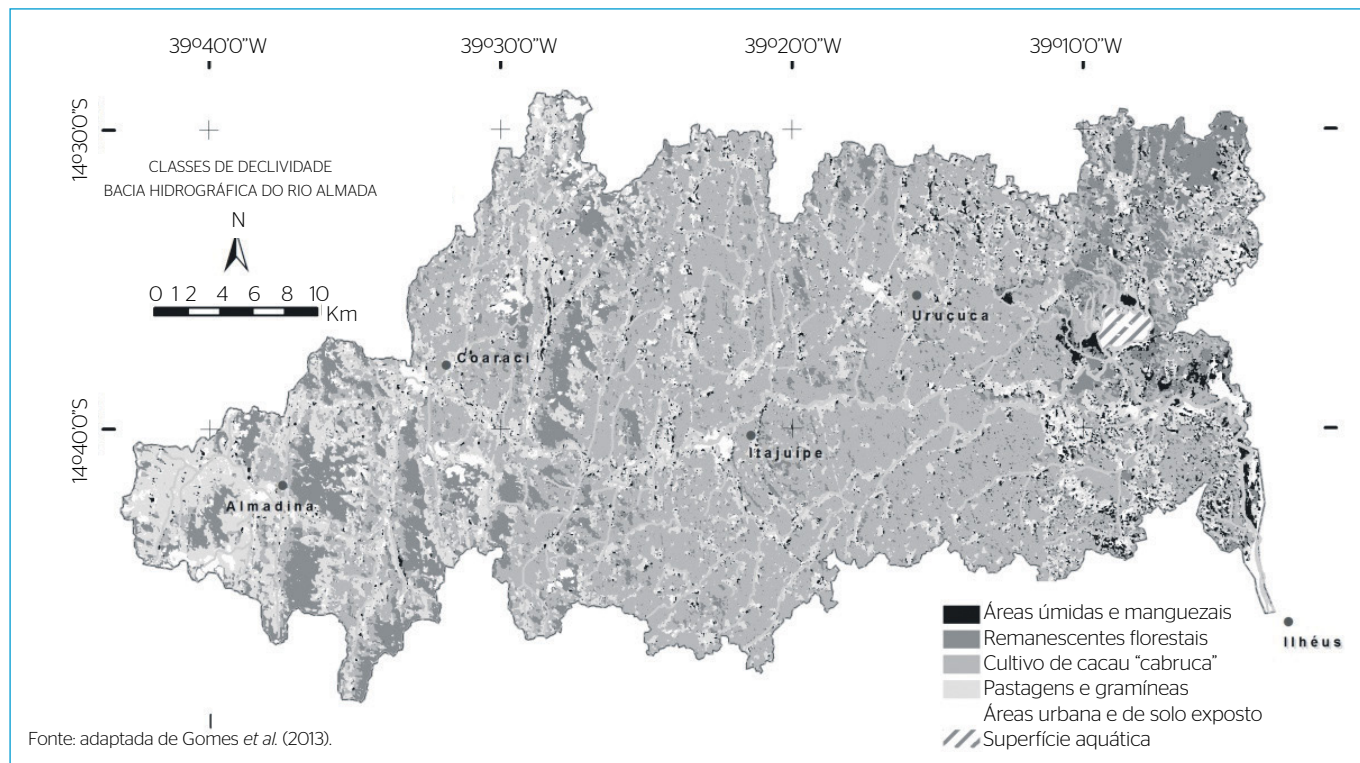 39º40'0"W 39º30'0"W 39º20'0"W 39º10'0"W
14º30'0"S
CLASSES DE DECLIVIDADE
BACIA HIDROGRÁFICA DO RIO ALMADA
N
0 1 2 4 6 8 10
Km
Uruçuca
Coaraci
14º40'0"S
Itajuípe
Almadina
Áreas úmidas e manguezais
Remanescentes florestais
Cultivo de cacau “cabruca”
Pastagens e gramíneas
Áreas urbana e de solo exposto
Superfície aquática
Ilhéus
Fonte: adaptada de Gomes et al. (2013).